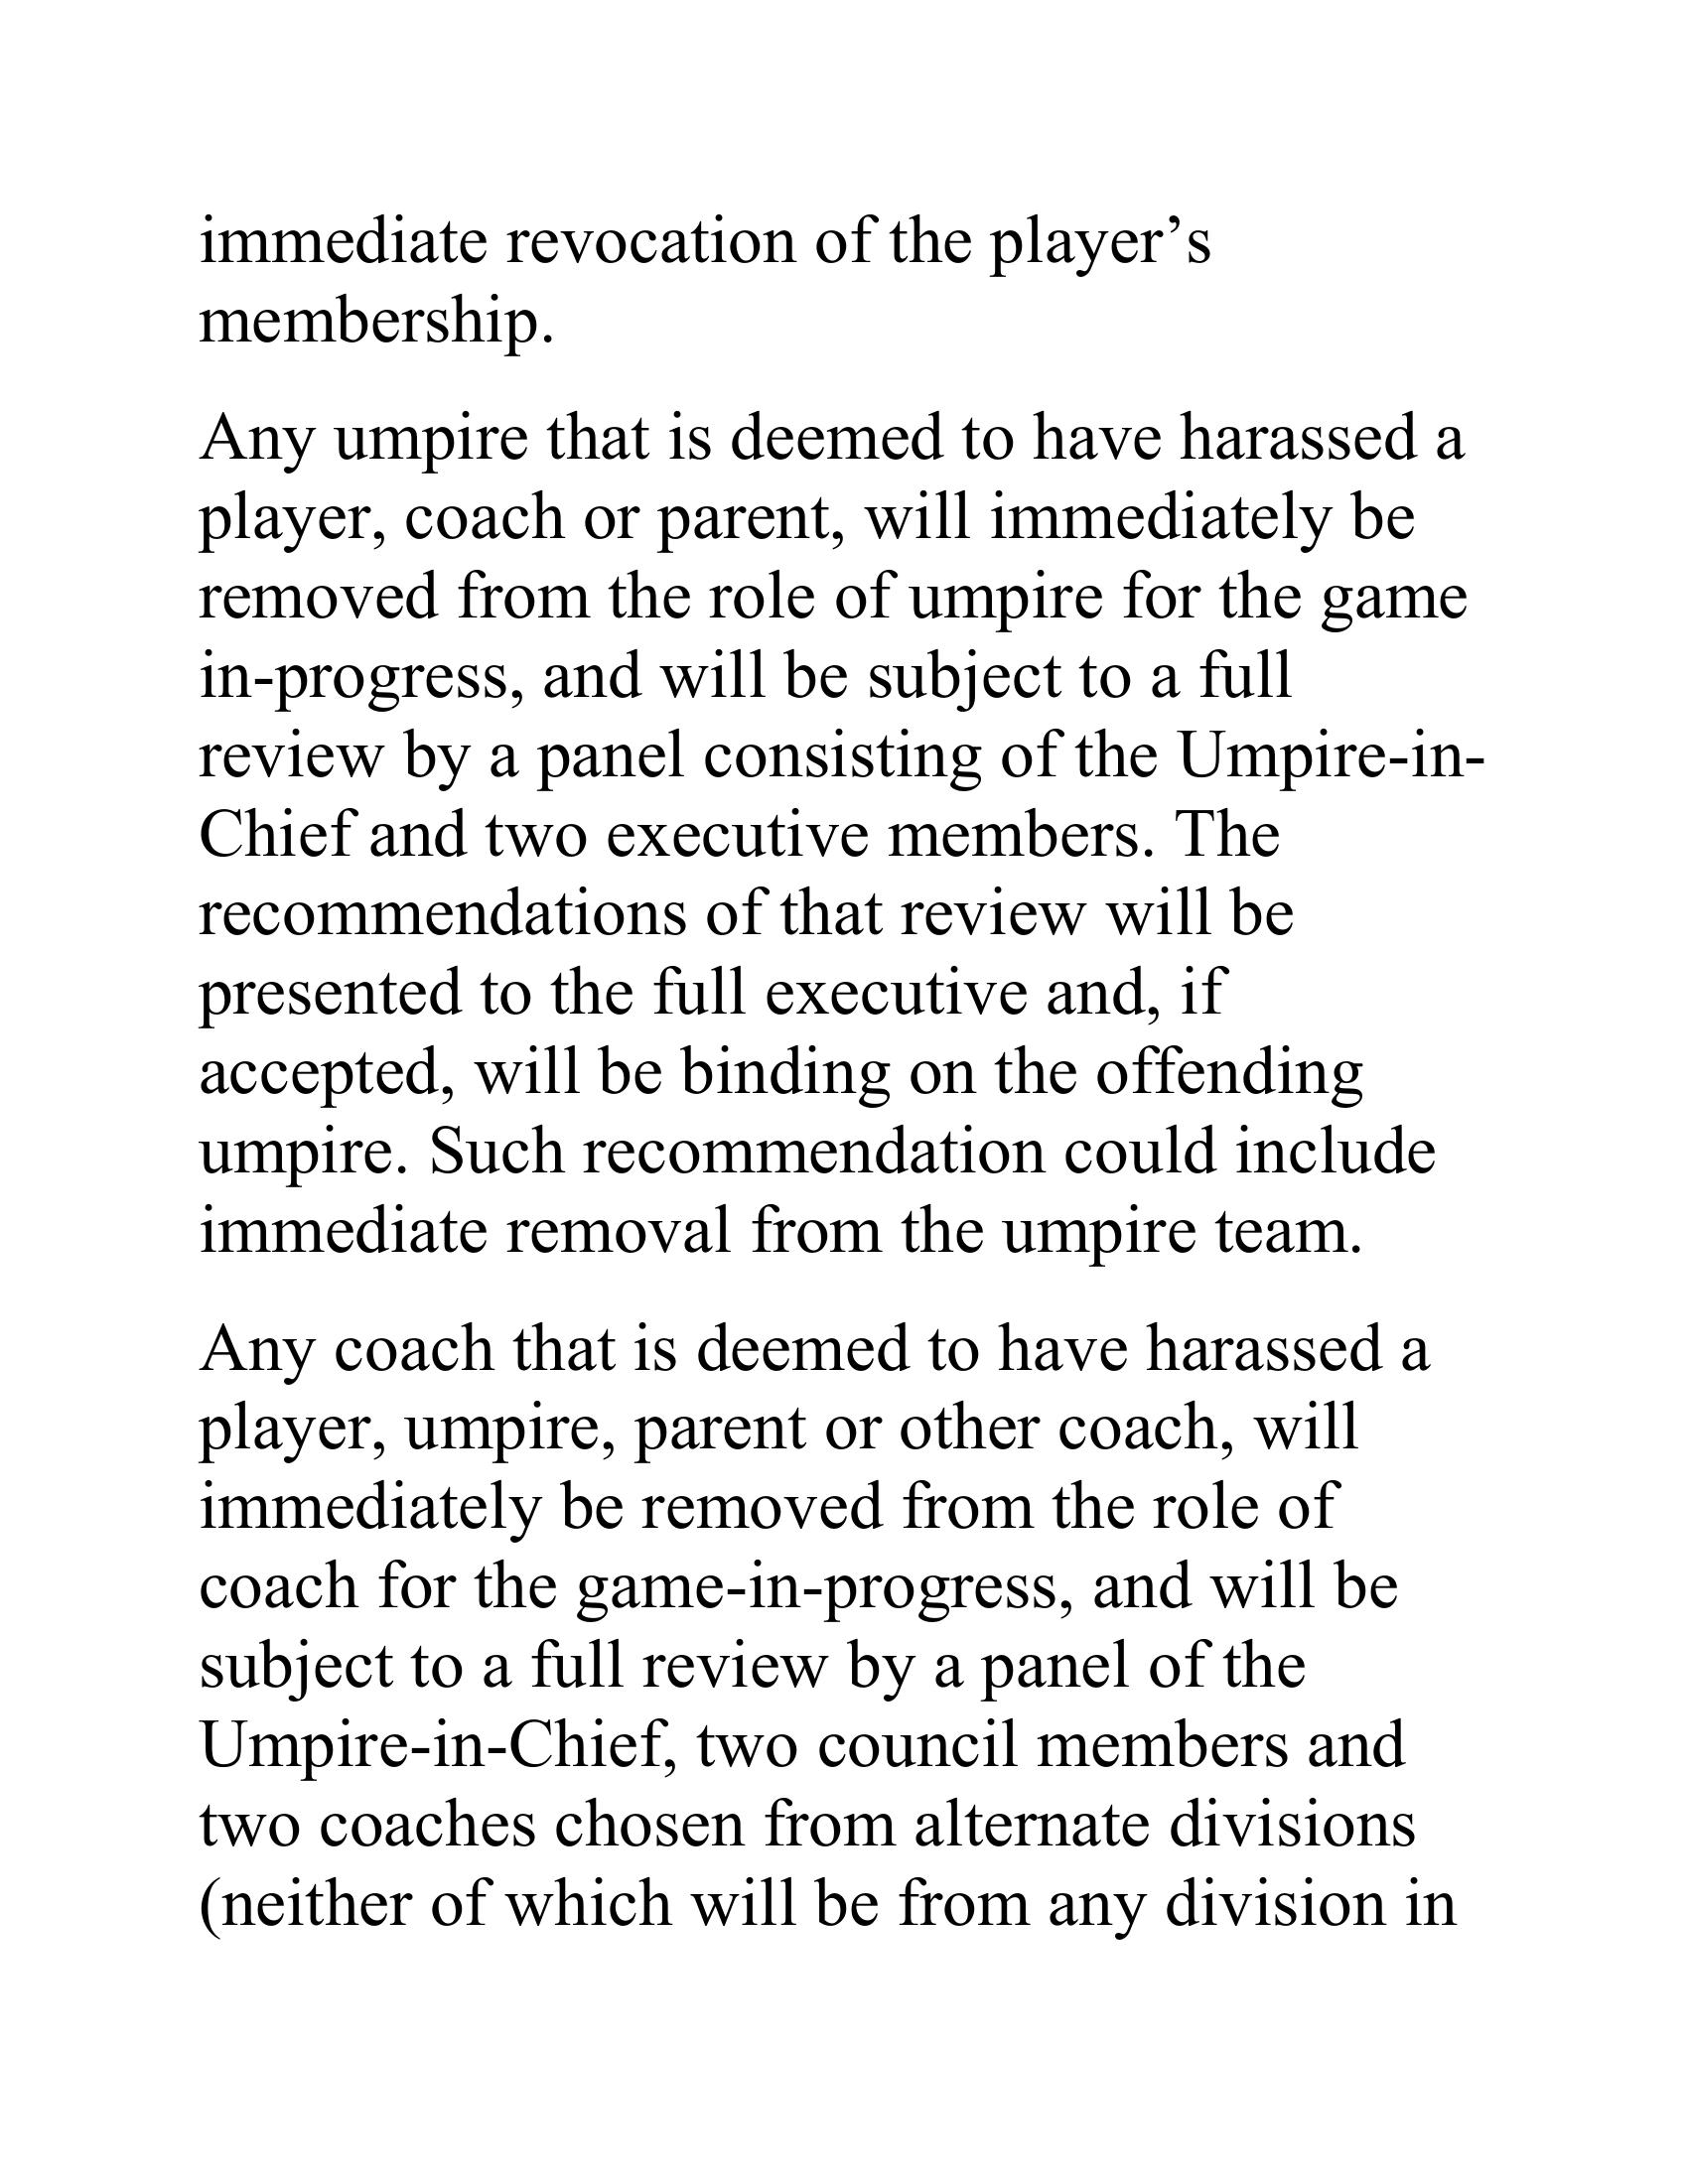 immediate revocation of the player’s
membership.
Any umpire that is deemed to have harassed a
player, coach or parent, will immediately be
removed from the role of umpire for the game
in-progress, and will be subject to a full
review by a panel consisting of the Umpire-in-
Chief and two executive members. The
recommendations of that review will be
presented to the full executive and, if
accepted, will be binding on the offending
umpire. Such recommendation could include
immediate removal from the umpire team.
Any coach that is deemed to have harassed a
player, umpire, parent or other coach, will
immediately be removed from the role of
coach for the game-in-progress, and will be
subject to a full review by a panel of the
Umpire-in-Chief, two council members and
two coaches chosen from alternate divisions
(neither of which will be from any division in